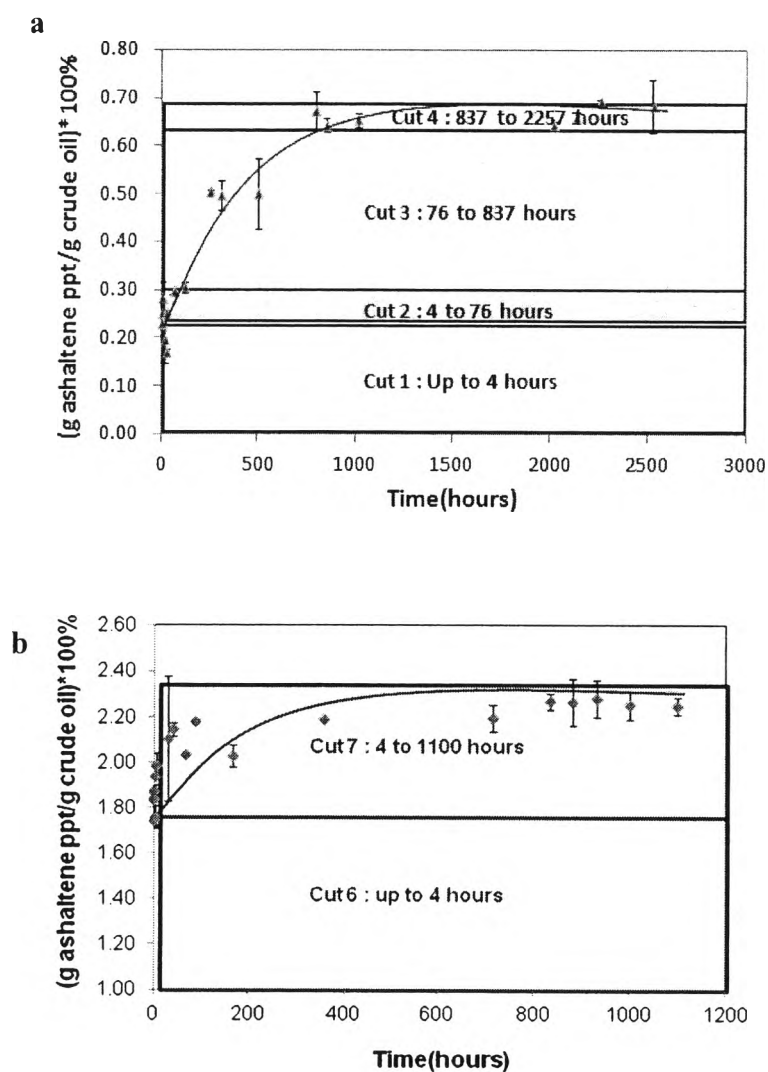 a
(g ashaltene ppt/g crude oil)*100%
0.80
0.70
0.60
0.50
0.40
0.30
0.20
0.10
0.00
Cut 4 : 837 to 2257 hours
Cut 3 : 76 to 837 hours
Cut 2 : 4 to 76 hours
Cut 1 : Up to 4 hours
0 500 1000 1500 2000 2500 3000
Time(hours)
b
(g ashaltene ppt/g crude oil)*100%
2.60
2.40
2.20
2.00
1.80
1.60
1.40
1.20
1.00
Cut7 : 4 to 1100 hours
Cut6 : up to 4 hours
0 200 400 600 800 1000 1200
Time(hours)